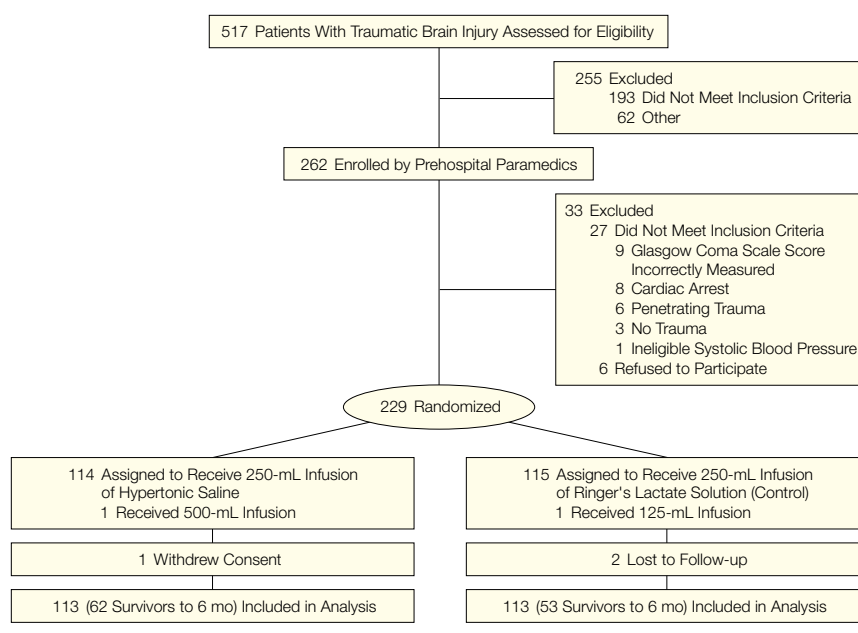 517 Patients With Traumatic Brain Injury Assessed for Eligibility
255 Excluded
193 Did Not Meet Inclusion Criteria
62 Other
262 Enrolled by Prehospital Paramedics
33 Excluded
27 Did Not Meet Inclusion Criteria
9 Glasgow Coma Scale Score
Incorrectly Measured
8 Cardiac Arrest
6 Penetrating Trauma
3 No Trauma
1 Ineligible Systolic Blood Pressure
6 Refused to Participate
229 Randomized
114 Assigned to Receive 250-mL Infusion
of Hypertonic Saline
1 Received 500-mL Infusion
115 Assigned to Receive 250-mL Infusion
of Ringer's Lactate Solution (Control)
1 Received 125-mL Infusion
1 Withdrew Consent
2 Lost to Follow-up
113 (62 Survivors to 6 mo) Included in Analysis
113 (53 Survivors to 6 mo) Included in Analysis